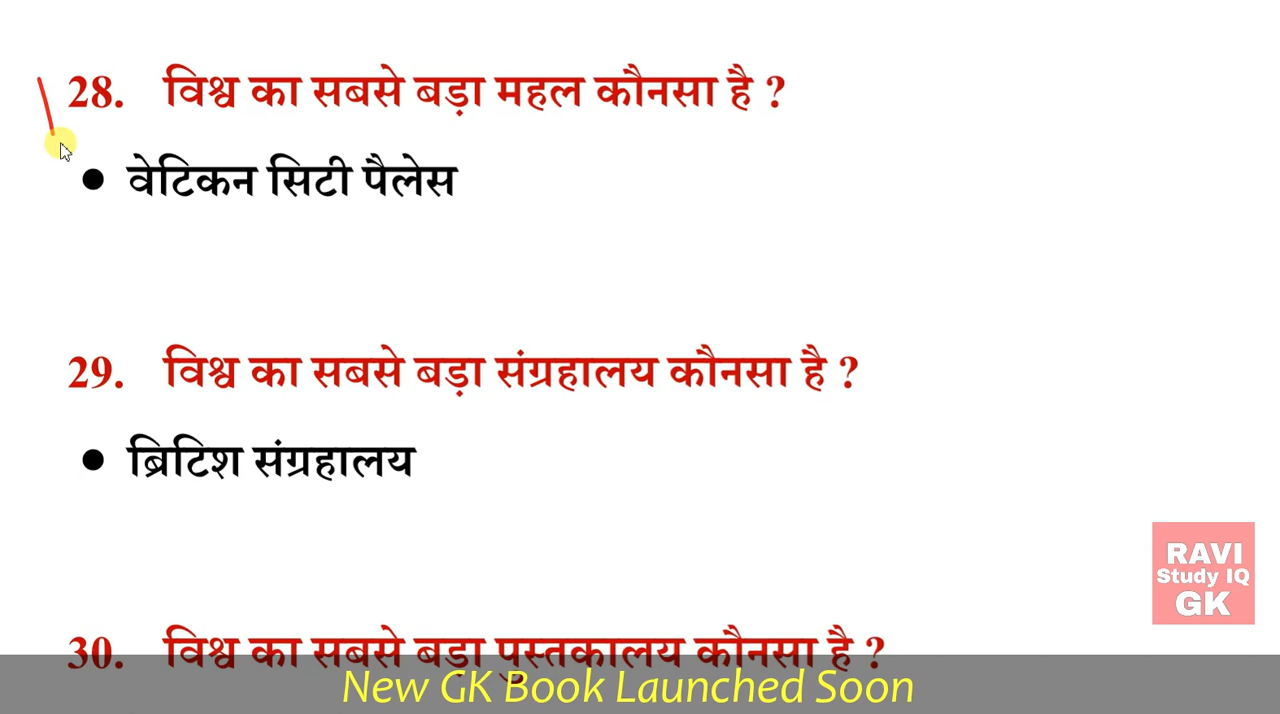 28. विश्व का सबसे बड़ा महल कौनसा है ?
● वेटिकन सिटी पैलेस
29. विश्व का सबसे बड़ा संग्रहालय कौनसा है ?
● ब्रिटिश संग्रहालय
RAVI
Study IQ
GK
30. विश्व का सबसे बड़ा पुस्तकालय कौनसा है ?
New GK Book Launched Soon